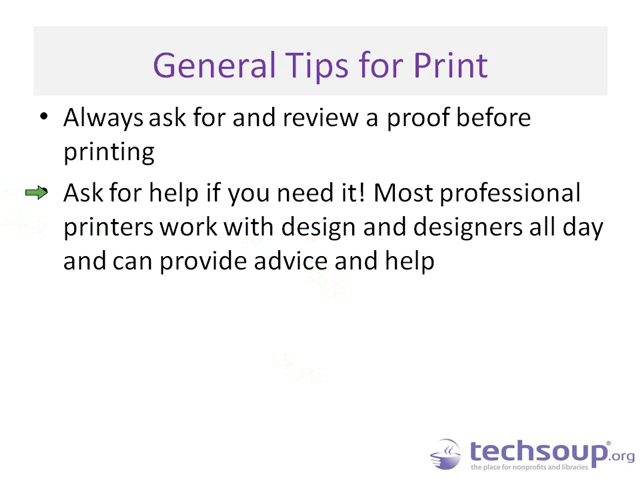 General Tips for Print
• Always ask for and review a proof before
printing
• Ask for help if you need it! Most professional
printers work with design and designers all day
and can provide advice and help
techsoup®.org
the place for nonprofits and libraries